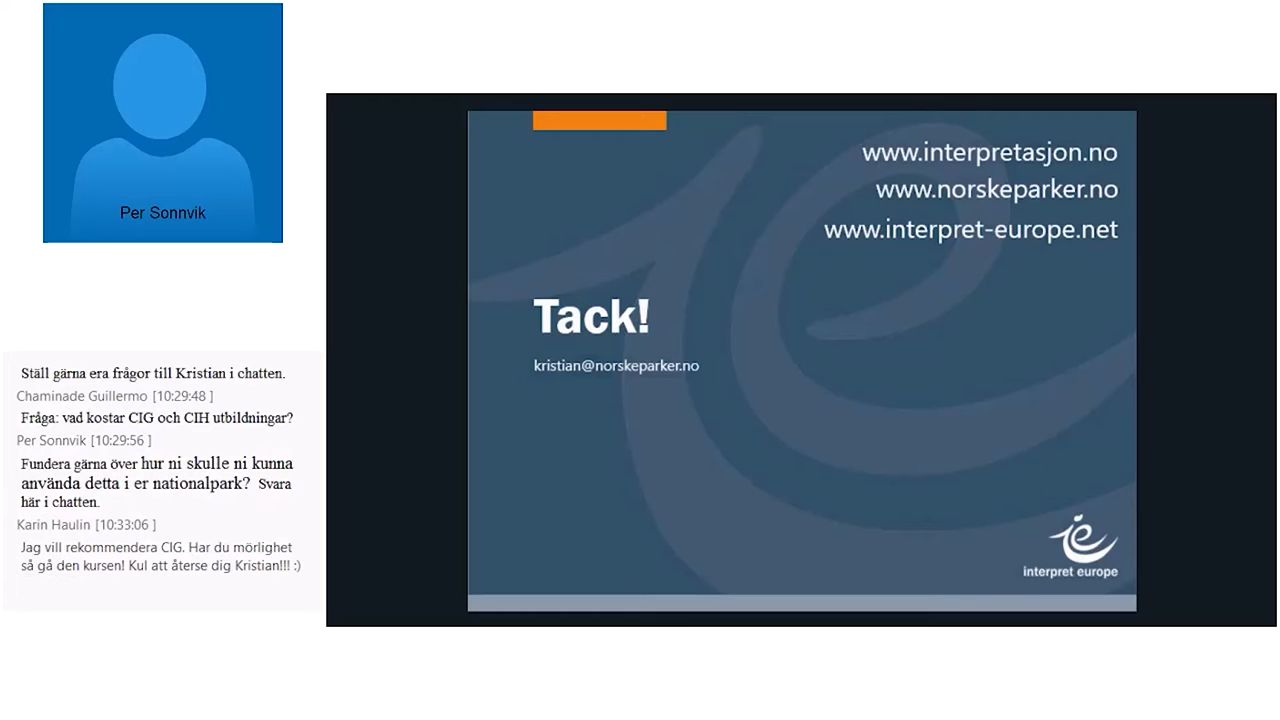 Per Sonnvik
Ställ gärna era frågor till Kristian i chatten.
Chaminade Guillermo [10:29:48 ]
Fråga: vad kostar CIG och CIH utbildningar?
Per Sonnvik [10:29:56 ]
Fundera gärna över hur ni skulle ni kunna
använda detta i er nationalpark? Svara
här i chatten.
Karin Haulin [10:33:06 ]
Jag vill rekommendera CIG. Har du mörlighet
så gå den kursen! Kul att återse dig Kristian!!! :)
www.interpretasjon.no
www.norskeparker.no
www.interpret-europe.net
Tack!
kristian@norskeparker.no
interpret europe